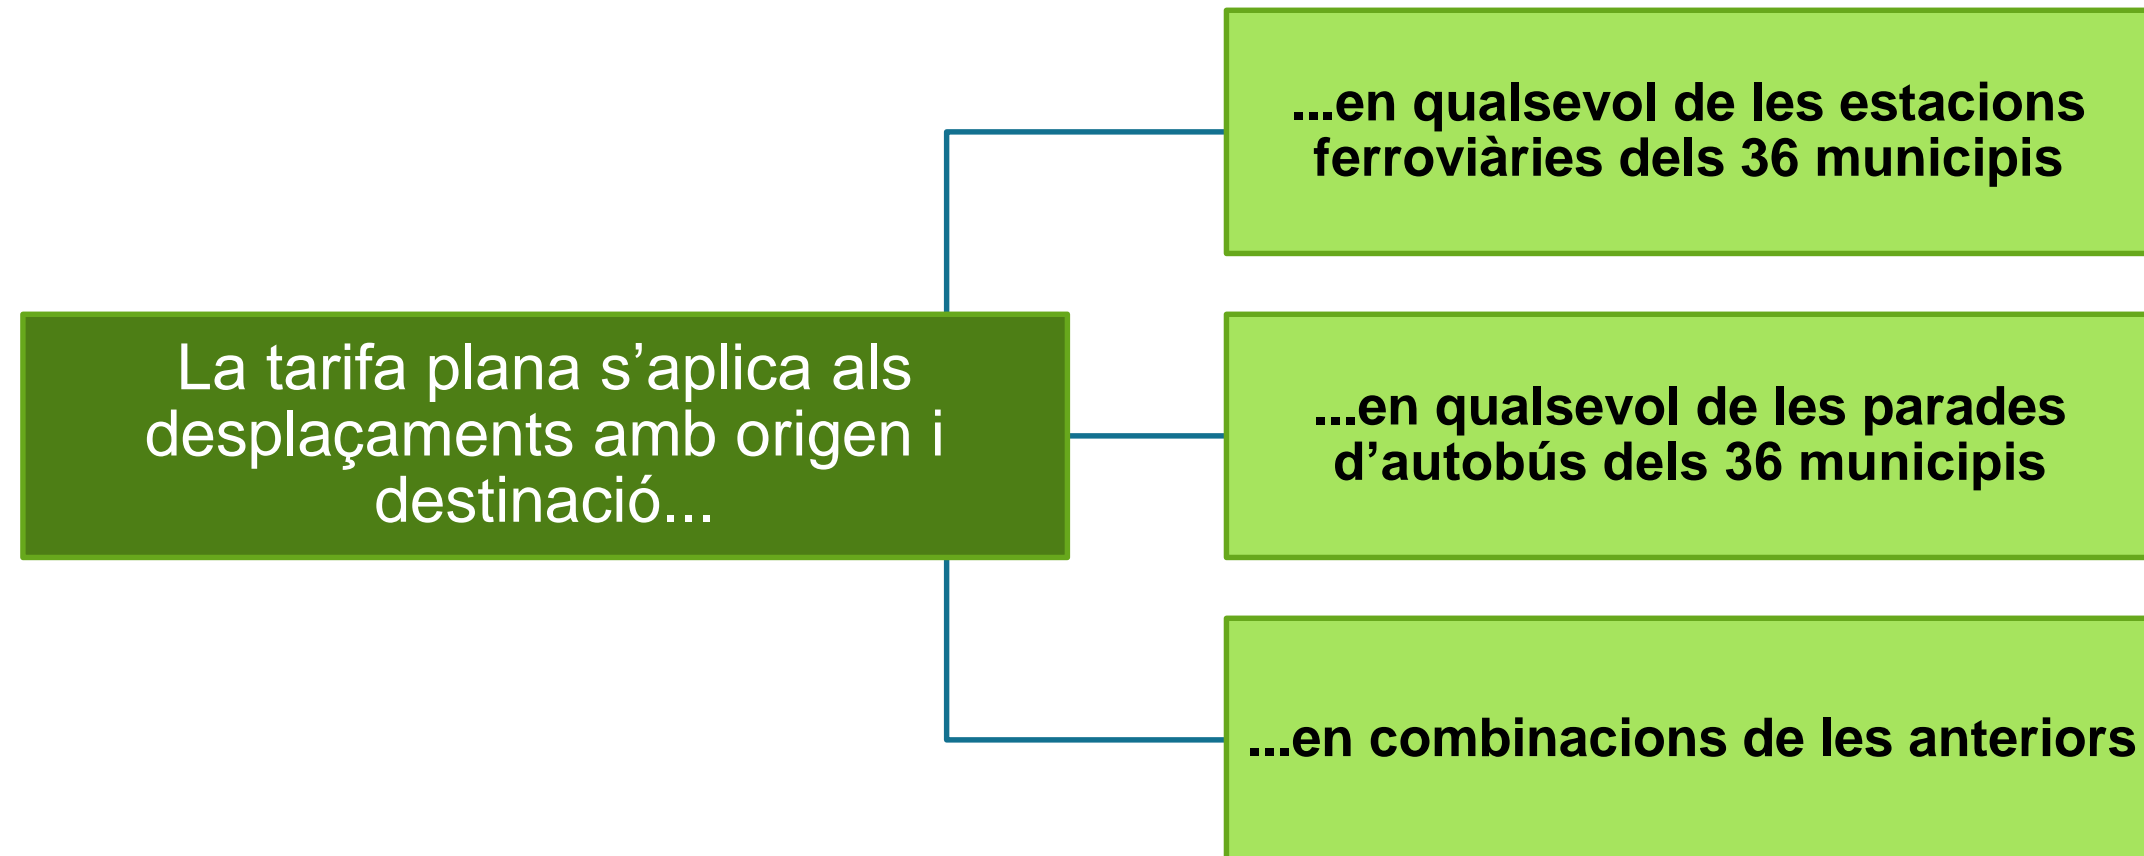 ...en qualsevol de les estacions
ferroviàries dels 36 municipis
La tarifa plana s’aplica als
desplaçaments amb origen i
destinació...
...en qualsevol de les parades
d’autobús dels 36 municipis
...en combinacions de les anteriors